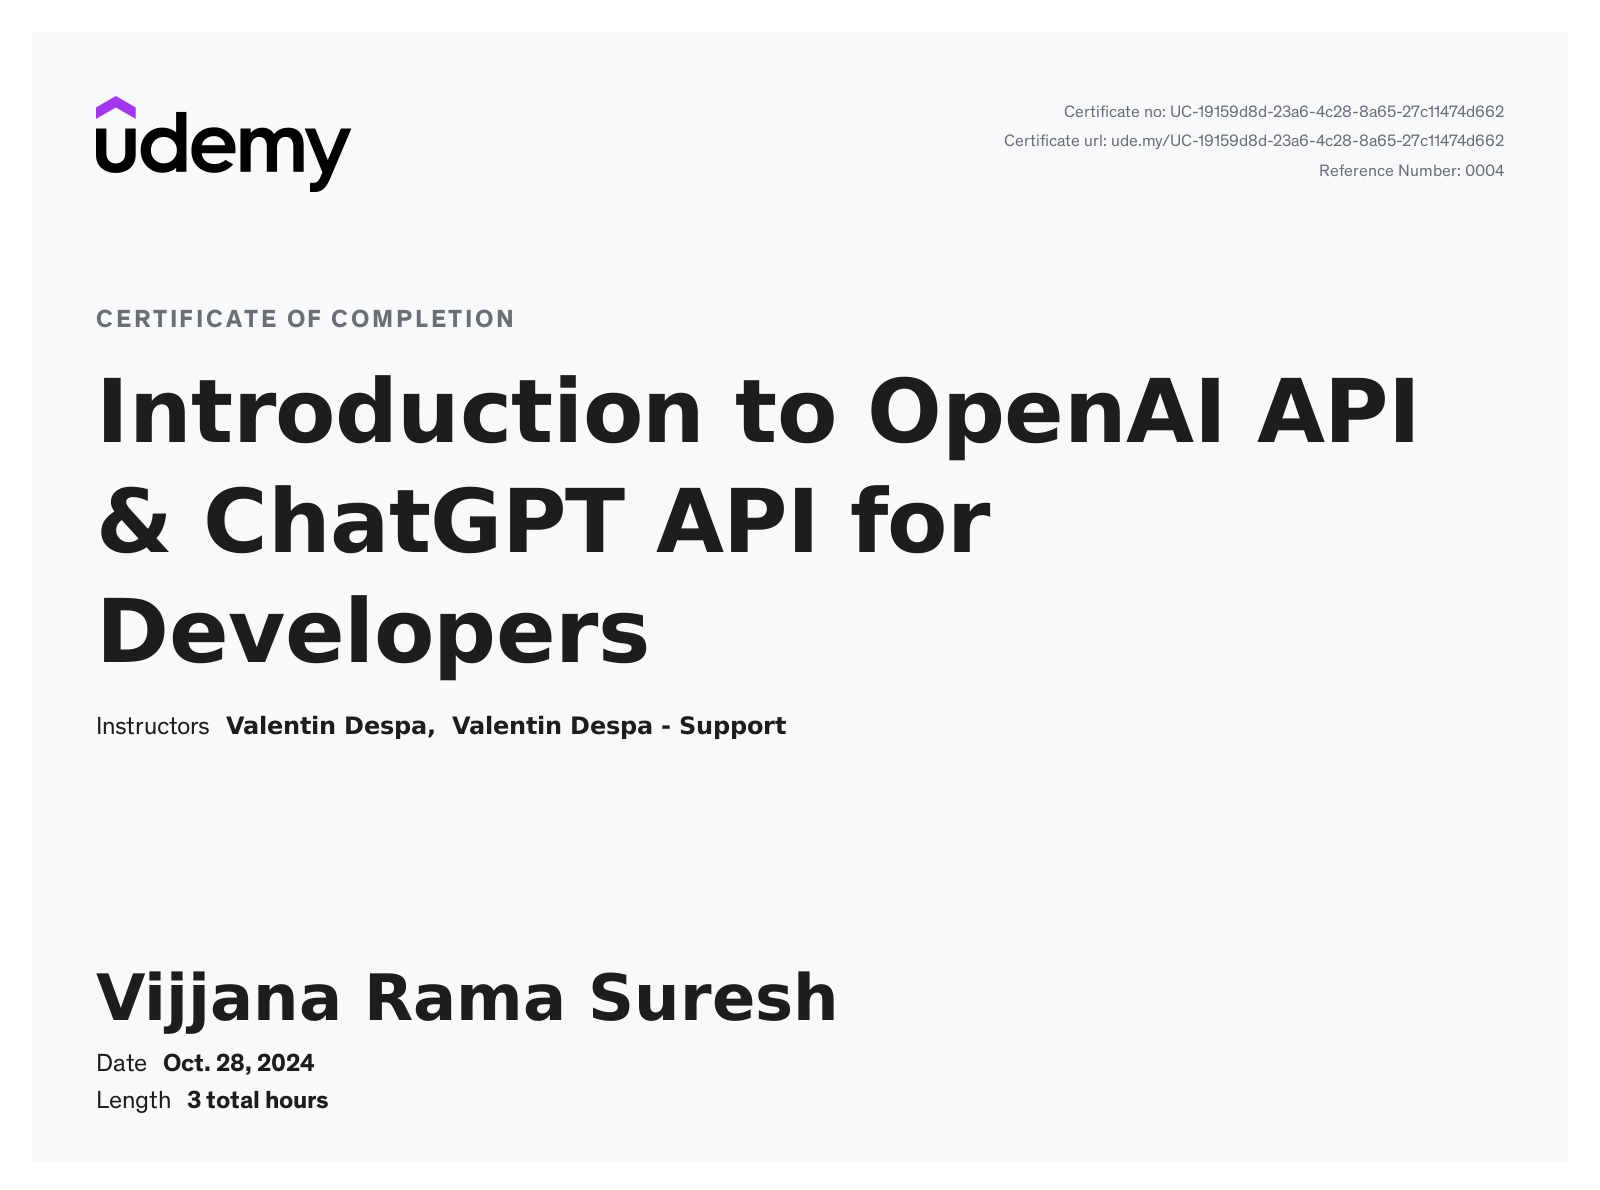 udemy
Certificate no: UC-19159d8d-23a6-4c28-8a65-27c11474d662
Certificate url: ude.my/UC-19159d8d-23a6-4c28-8a65-27c11474d662
Reference Number: 0004
CERTIFICATE OF COMPLETION
Introduction to OpenAI API
& ChatGPT API for
Developers
Instructors Valentin Despa, Valentin Despa - Support
Vijjana Rama Suresh
Date Oct. 28, 2024
Length 3 total hours